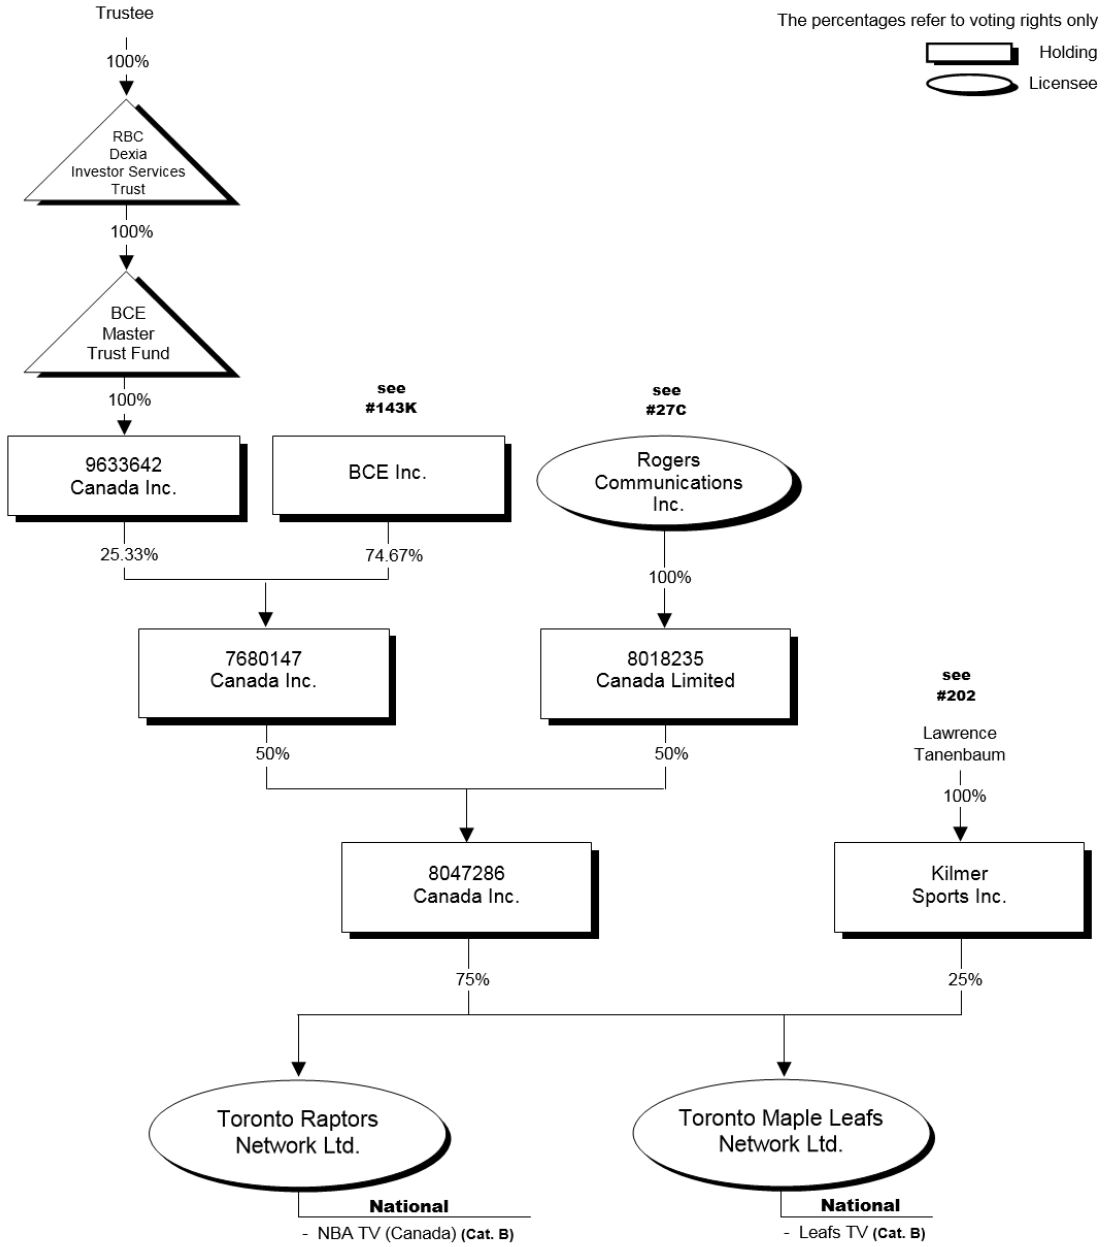 Trustee
The percentages refer to voting rights only
Holding
Licensee
100%
RBC
Dexia
Investor Services
Trust
100%
BCE
Master
Trust Fund
100%
see
#143K
see
#27C
9633642
Canada Inc.
BCE Inc.
Rogers
Communications
Inc.
25.33%
74.67%
100%
7680147
Canada Inc.
8018235
Canada Limited
see
#202
Lawrence
Tanenbaum
50%
50%
100%
8047286
Canada Inc.
Kilmer
Sports Inc.
75%
25%
Toronto Raptors
Network Ltd.
Toronto Maple Leafs
Network Ltd.
National
- NBA TV (Canada) (Cat. B)
National
- Leafs TV (Cat. B)